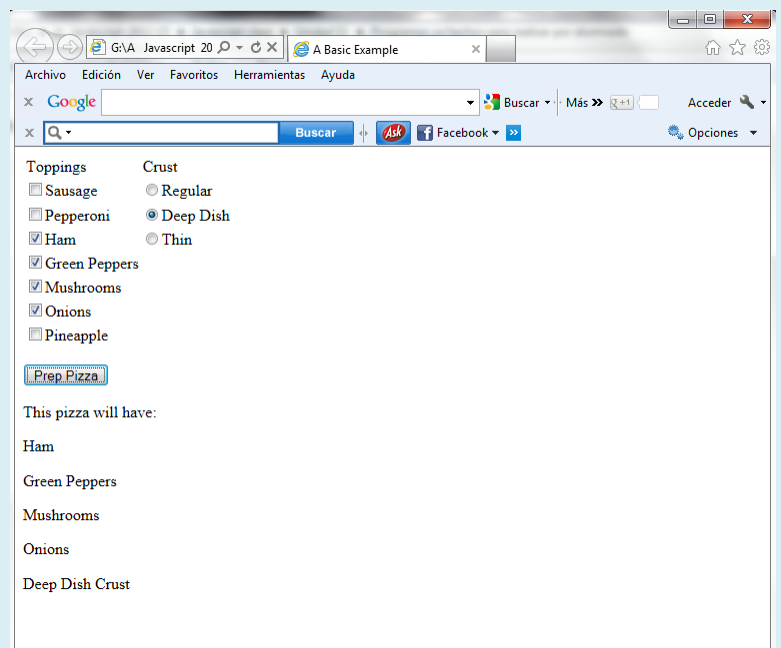 G:\A Javascript 20
A Basic Example
Archivo Edición Ver Favoritos Herramientas Ayuda
x Google Buscar Más +1 Acceder
x Buscar Ask Facebook Opciones
Toppings Crust
Sausage Regular
Pepperoni Deep Dish
Ham Thin
Green Peppers
Mushrooms
Onions
Pineapple
Prep Pizza
This pizza will have:
Ham
Green Peppers
Mushrooms
Onions
Deep Dish Crust